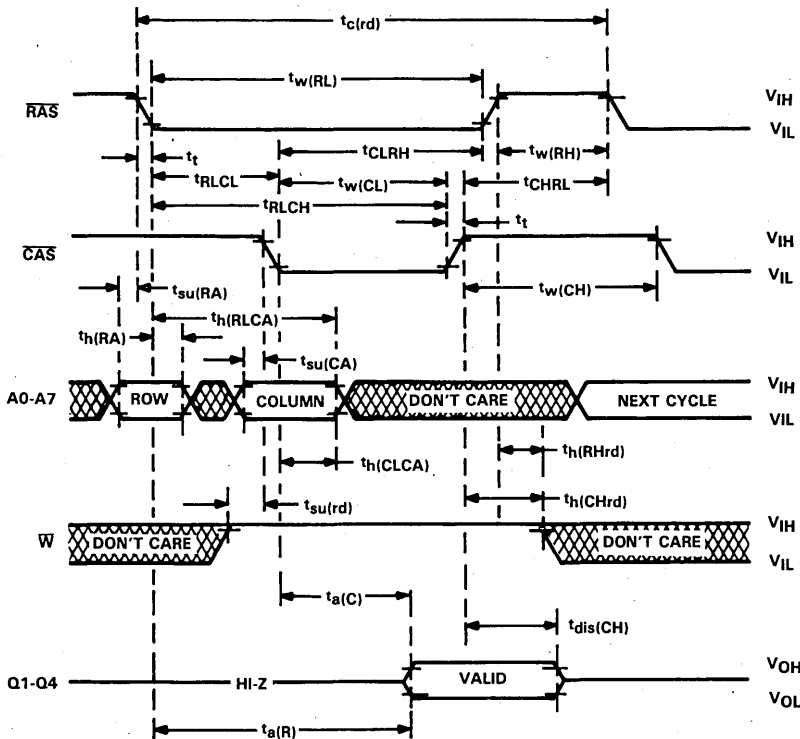 tc(rd)
tw(RL)
RAS
VIH
VIL
tCLRH
tw(RH)
tt
tRLCL
tw(CL)
tCHRL
tRLCH
tt
CAS
VIH
VIL
tsu(RA)
tw(CH)
th(RLCA)
th(RA)
tsu(CA)
A0-A7
ROW
COLUMN
DON'T CARE
NEXT CYCLE
VIH
VIL
th(RHrd)
th(CLCA)
tsu(rd)
th(CHrd)
W
DON'T CARE
DON'T CARE
VIH
VIL
ta(C)
tdis(CH)
Q1-Q4
HI-Z
VALID
VOH
VOL
ta(R)